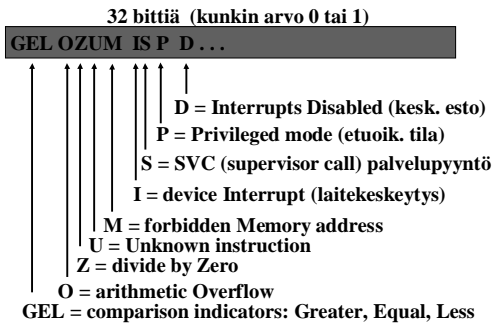 32 bittiä (kunkin arvo 0 tai 1)
GEL OZUM IS P D . . .
D = Interrupts Disabled (kesk. esto)
P = Privileged mode (etuoik. tila)
S = SVC (supervisor call) palvelupyyntö
I = device Interrupt (laitekeskeytys)
M = forbidden Memory address
U = Unknown instruction
Z = divide by Zero
O = arithmetic Overflow
GEL = comparison indicators: Greater, Equal, Less